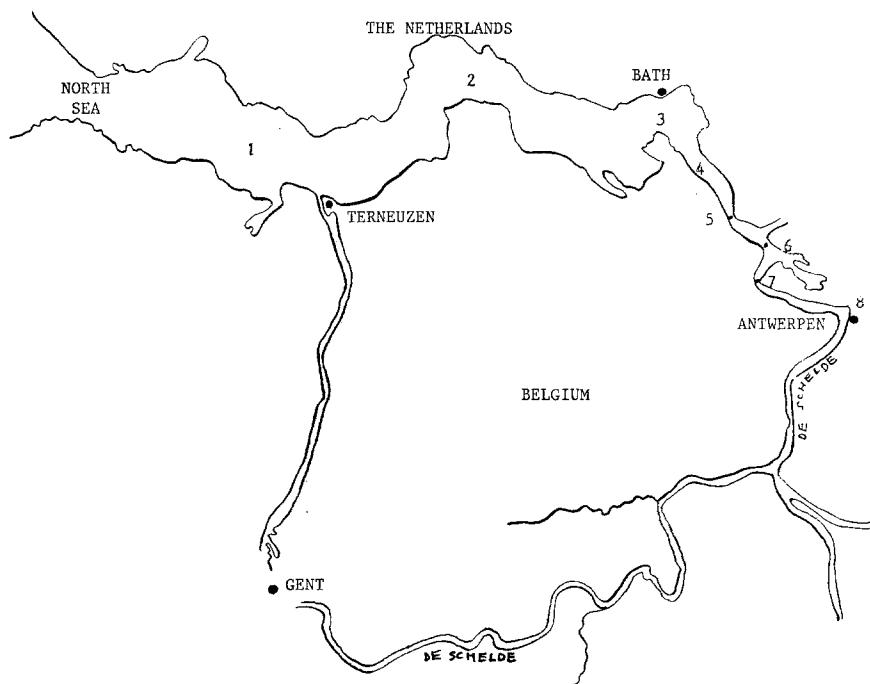 THE NETHERLANDS
NORTH
SEA
2
BATH
3
1
4
TERNEUZEN
5
6
7
8
ANTWERPEN
DE SCHELDE
BELGIUM
GENT
DE SCHELDE